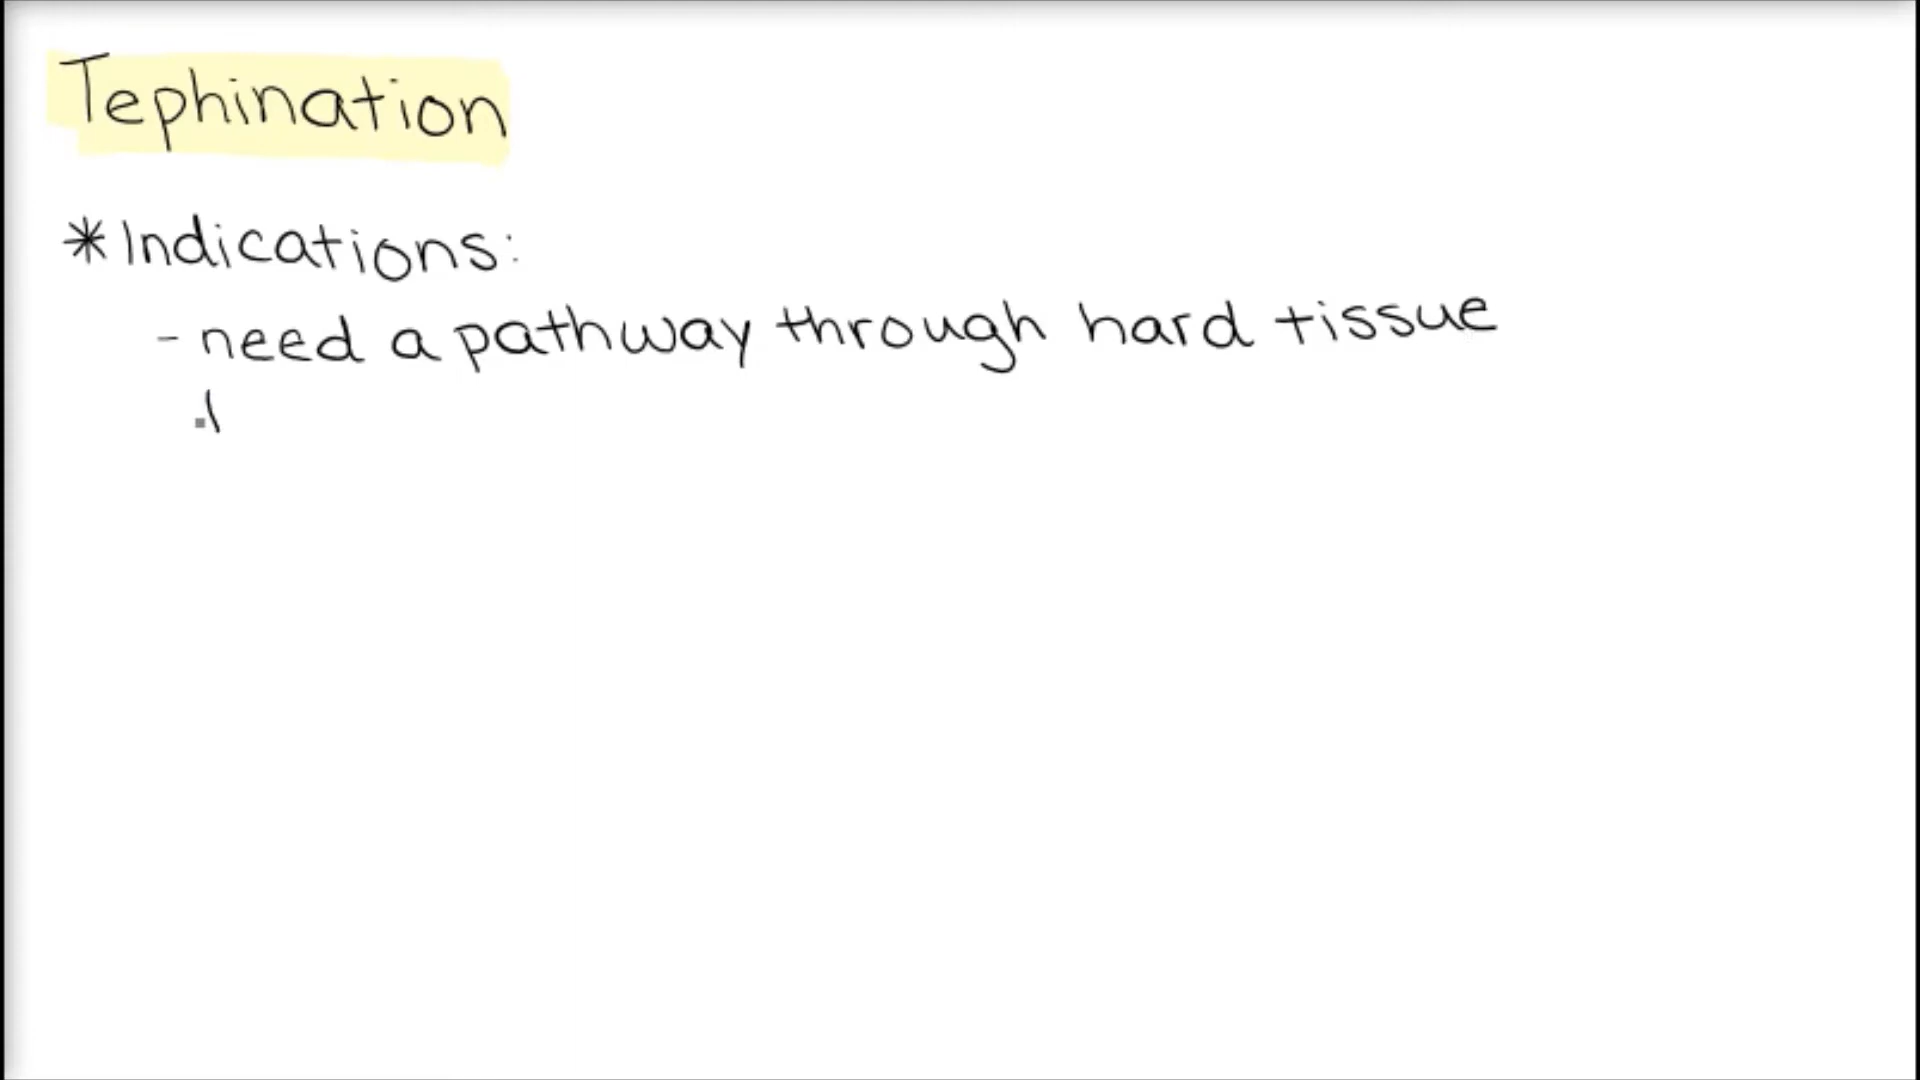 Tephination
*Indications:
- need a pathway through hard tissue